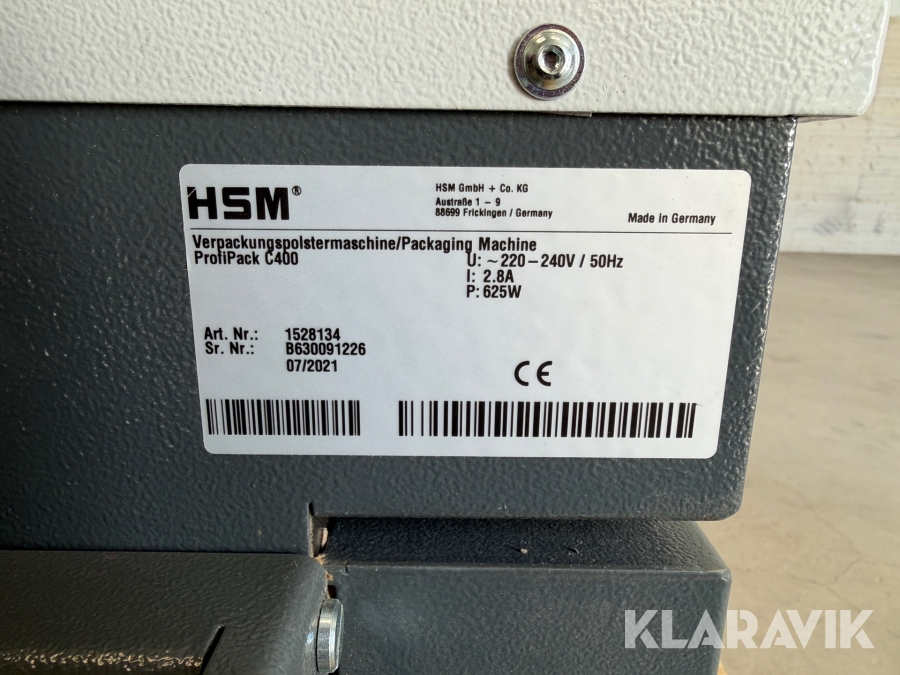 HSM®
HSM GmbH + Co. KG
Austraße 1 - 9
88699 Frickingen / Germany
Made in Germany
Verpackungspolstermaschine/Packaging Machine
ProfiPack C400
U: ~220-240V / 50Hz
I: 2.8A
P: 625W
Art. Nr.: 1528134
Sr. Nr.: B630091226
07/2021
CE
KLARAVIK